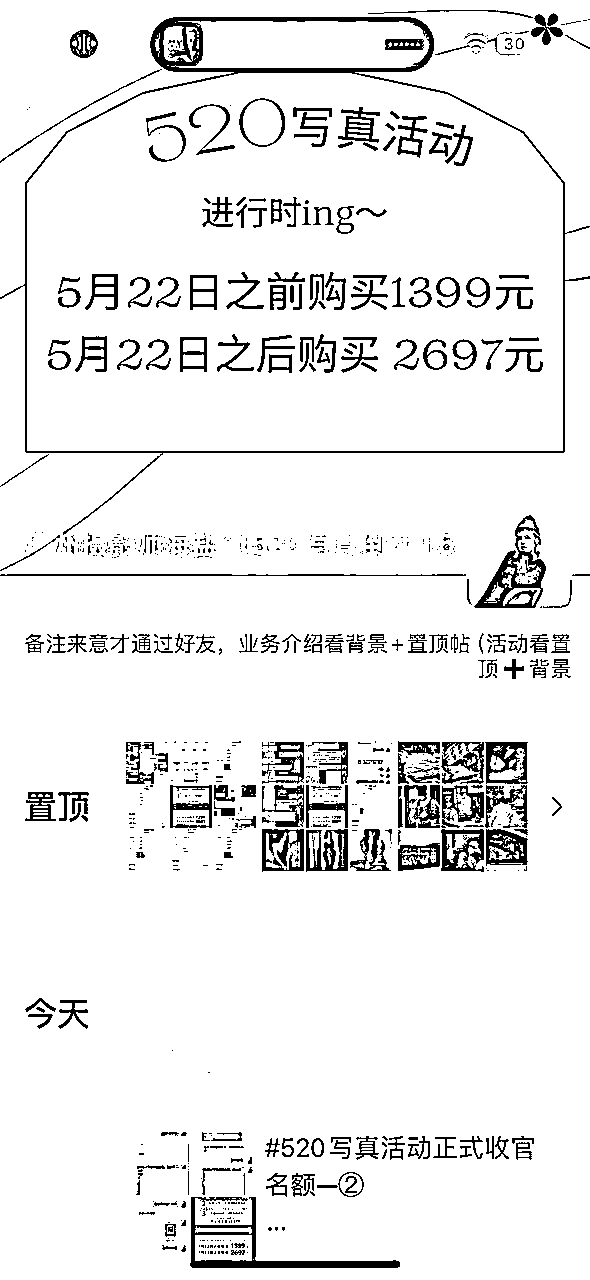 30
520写真活动
进行时ing～
5月22日之前购买1399元
5月22日之后购买 2697元
备注来意才通过好友，业务介绍看背景+置顶帖（活动看置
顶➕背景
置顶
今天
#520写真活动正式收官
名额—②
...